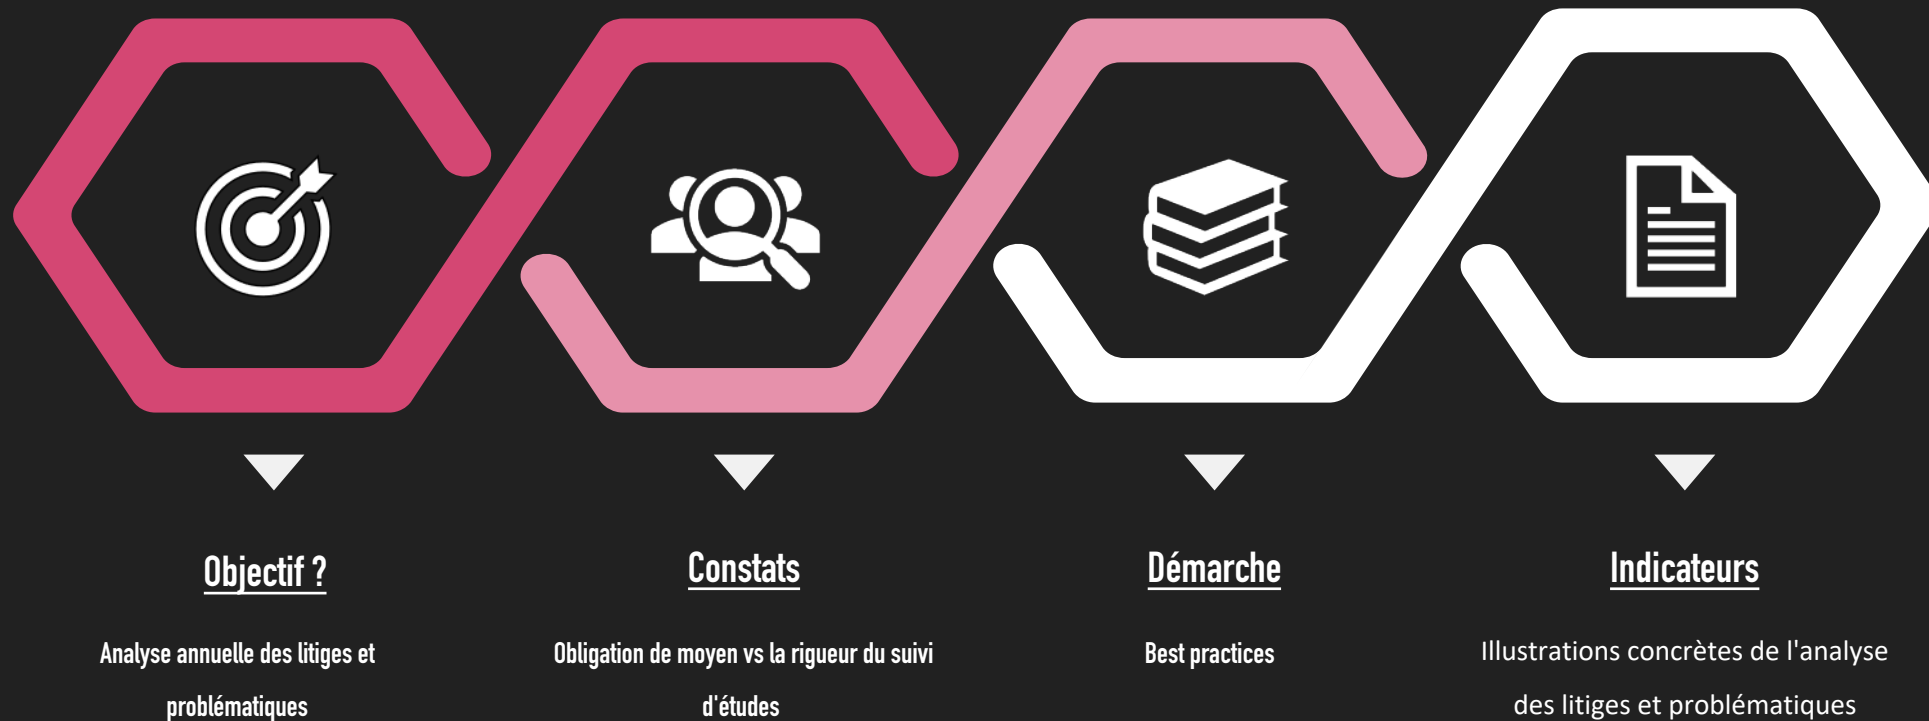 Objectif ?
Analyse annuelle des litiges et
problématiques
Constats
Obligation de moyen vs la rigueur du suivi
d'études
Démarche
Best practices
Indicateurs
Illustrations concrètes de l'analyse
des litiges et problématiques